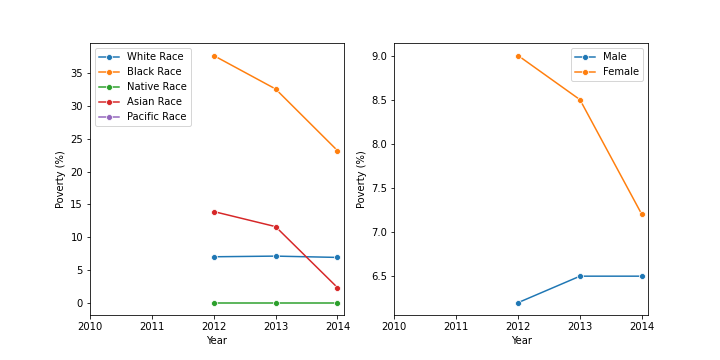 White Race
Black Race
Native Race
Asian Race
Pacific Race
35
30
25
20
15
10
5
0
Poverty (%)
2010 2011 2012 2013 2014
Year
Male
Female
9.0
8.5
8.0
7.5
7.0
6.5
Poverty (%)
2010 2011 2012 2013 2014
Year